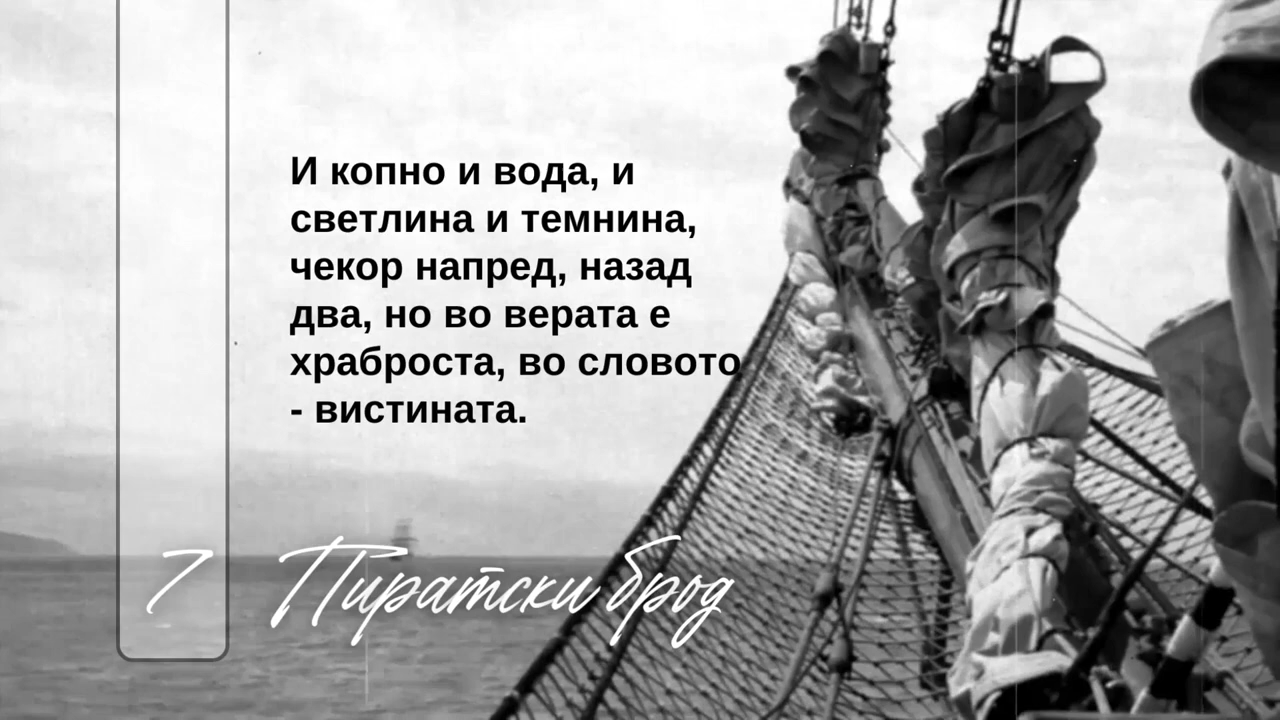 И копно и вода, и
светлина и темнина,
чекор напред, назад
два, но во верата е
храброста, во словото
- вистината.
7 Пиратски брод